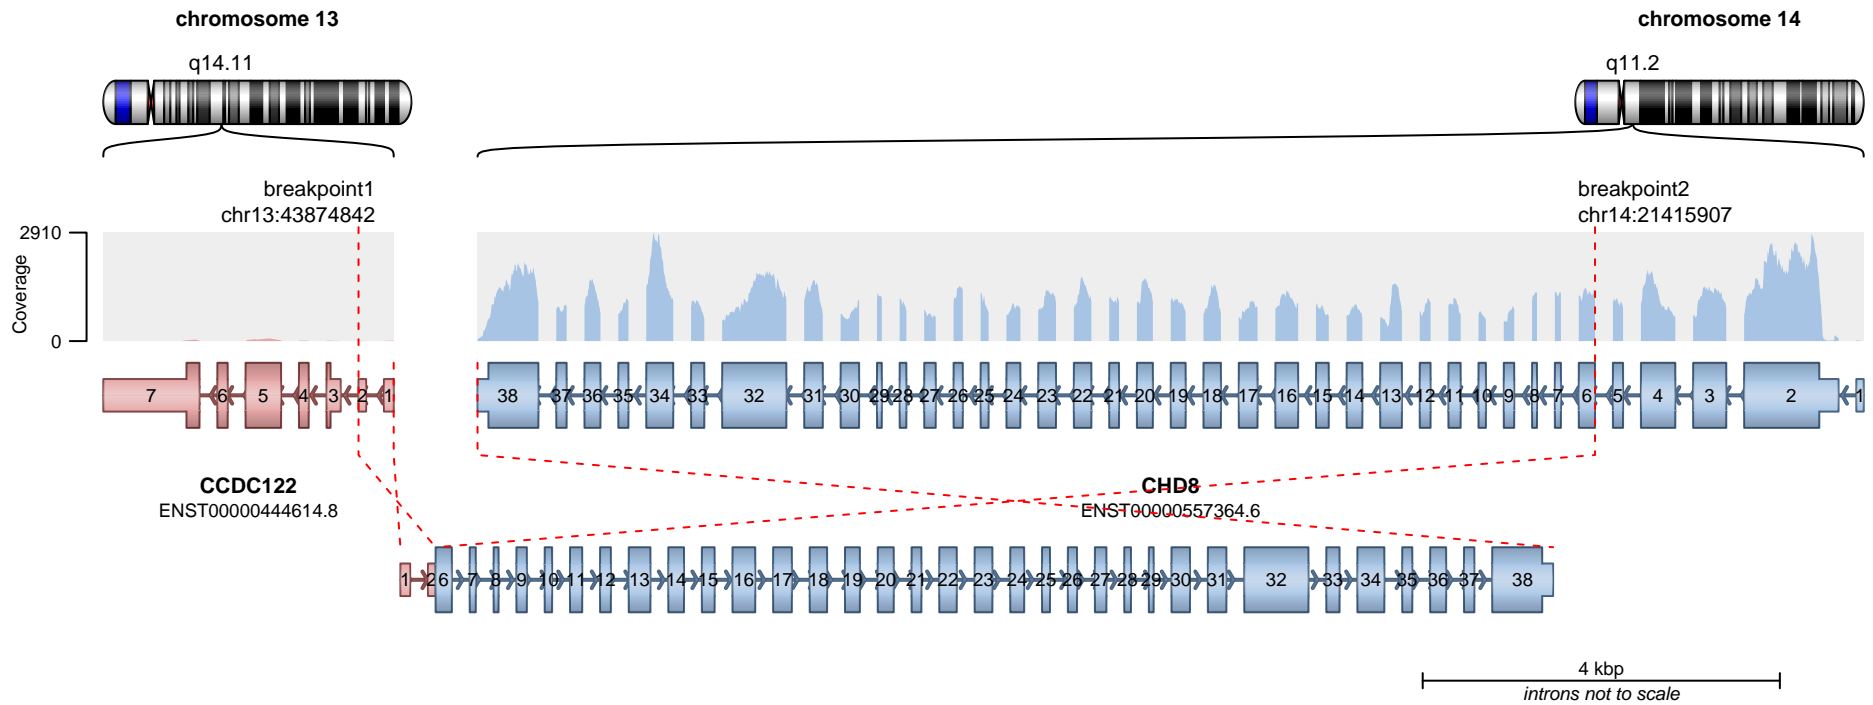 chromosome 13
chromosome 14
q14.11
q11.2
breakpoint1
chr13:43874842
breakpoint2
chr14:21415907
2910
0
Coverage
7 6 5 4 3 2 1
38 37 36 35 34 33 32 31 30 29 28 27 26 25 24 23 22 21 20 19 18 17 16 15 14 13 12 11 10 9 8 7 6 5 4 3 2 1
CCDC122
ENST00000444614.8
CHD8
ENST00000557364.6
1 2 6 7 8 9 10 11 12 13 14 15 16 17 18 19 20 21 22 23 24 25 26 27 28 29 30 31 32 33 34 35 36 37 38
4 kbp
introns not to scale